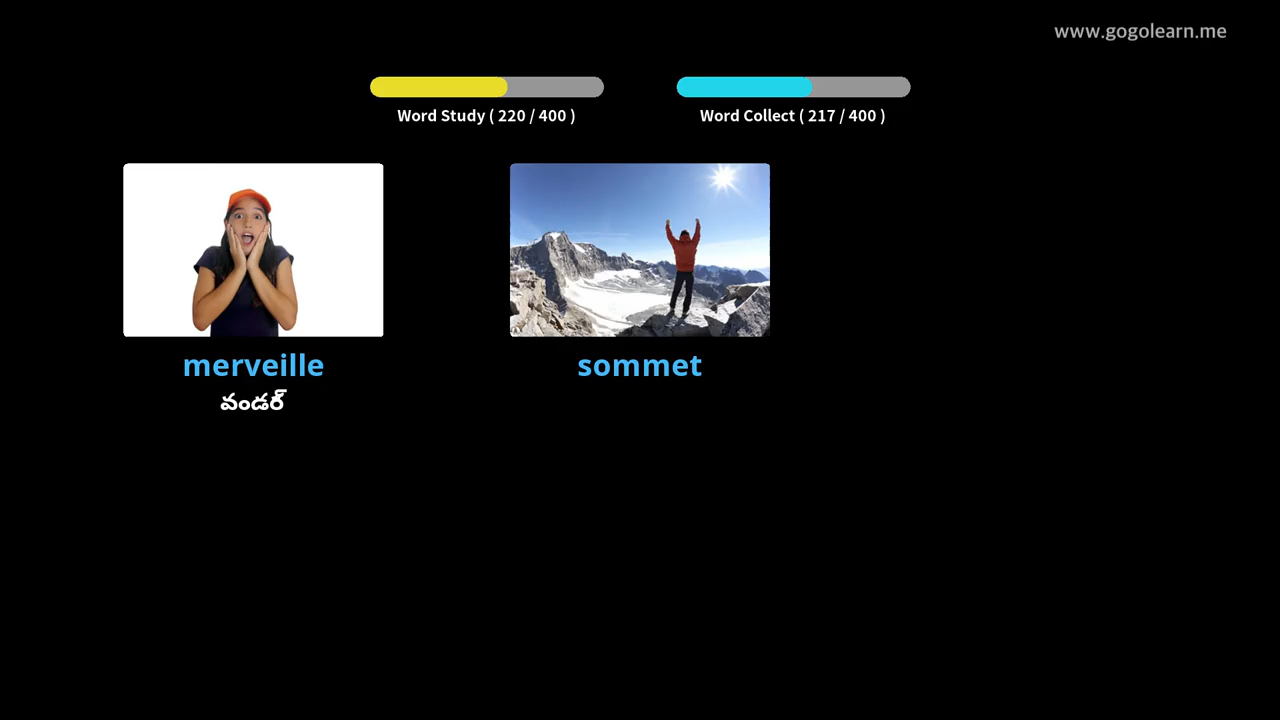 www.gogolearn.me
Word Study ( 220 / 400 )
Word Collect ( 217 / 400 )
merveille
sommet
వండర్